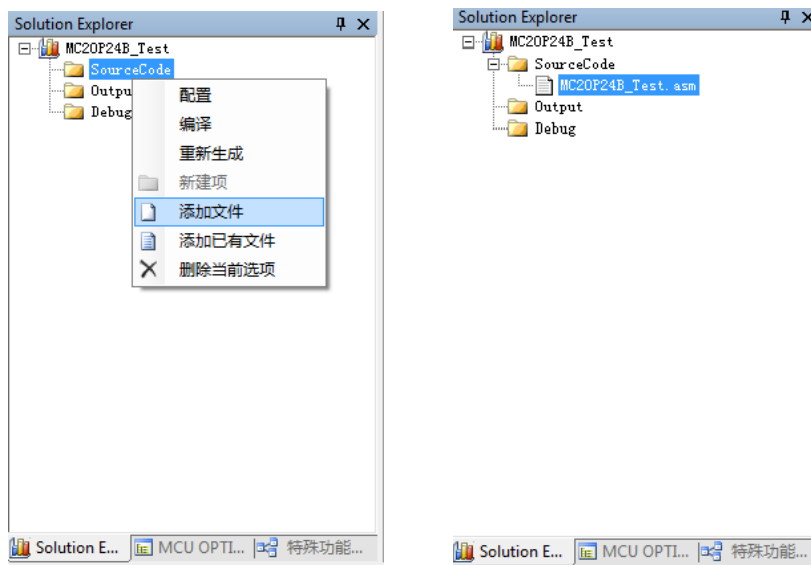 Solution Explorer
MC20P24B_Test
SourceCode
Outpu
Debug
配置
编译
重新生成
新建项
添加文件
添加已有文件
删除当前选项
Solution E...
MCU OPTI...
特殊功能...
Solution Explorer
MC20P24B_Test
SourceCode
MC20P24B_Test.asm
Output
Debug
Solution E...
MCU OPTI...
特殊功能...